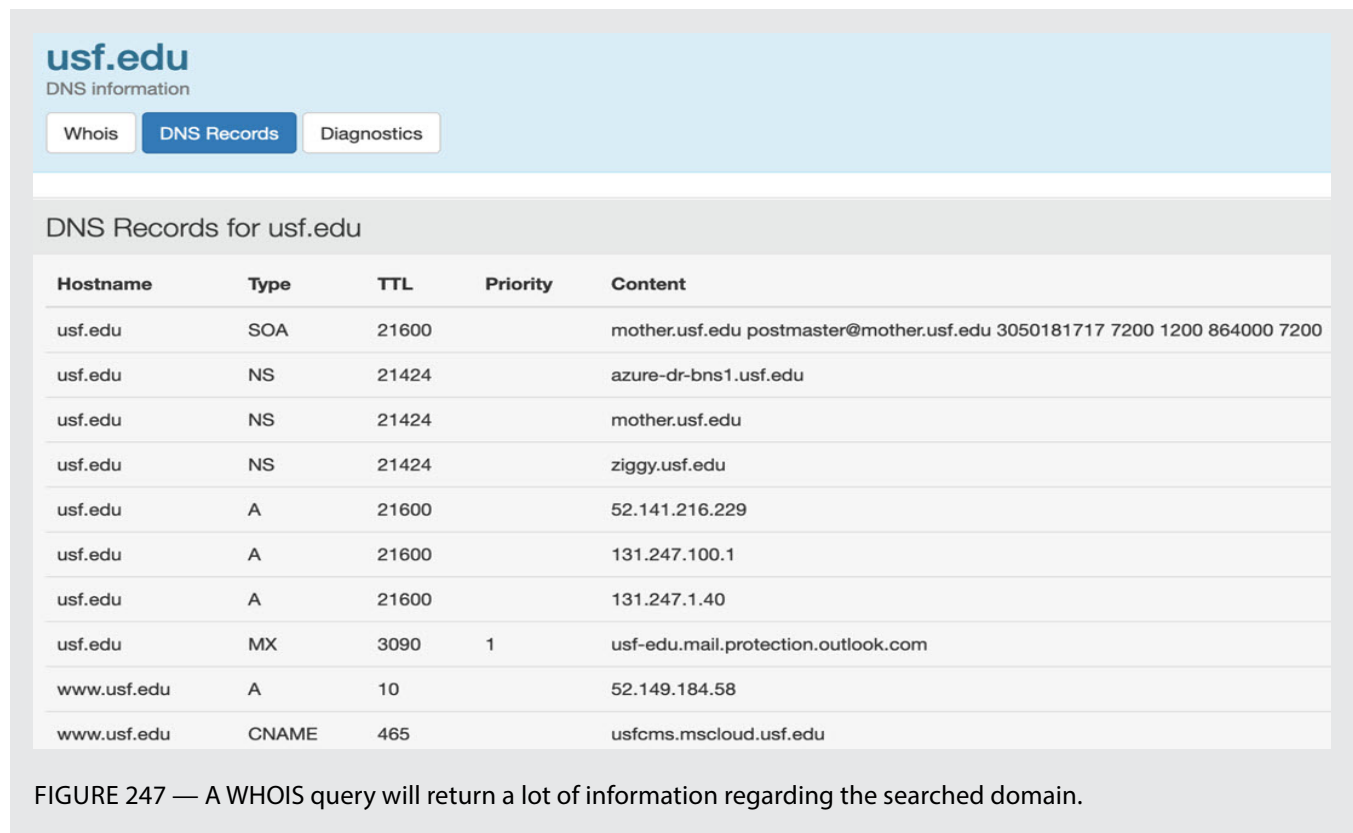 usf.edu
DNS information
Whois DNS Records Diagnostics
DNS Records for usf.edu
Hostname Type TTL Priority Content
usf.edu SOA 21600 mother.usf.edu postmaster@mother.usf.edu 3050181717 7200 1200 864000 7200
usf.edu NS 21424 azure-dr-bns1.usf.edu
usf.edu NS 21424 mother.usf.edu
usf.edu NS 21424 ziggy.usf.edu
usf.edu A 21600 52.141.216.229
usf.edu A 21600 131.247.100.1
usf.edu A 21600 131.247.1.40
usf.edu MX 3090 1 usf-edu.mail.protection.outlook.com
www.usf.edu A 10 52.149.184.58
www.usf.edu CNAME 465 usfcms.mscloud.usf.edu
FIGURE 247 — A WHOIS query will return a lot of information regarding the searched domain.